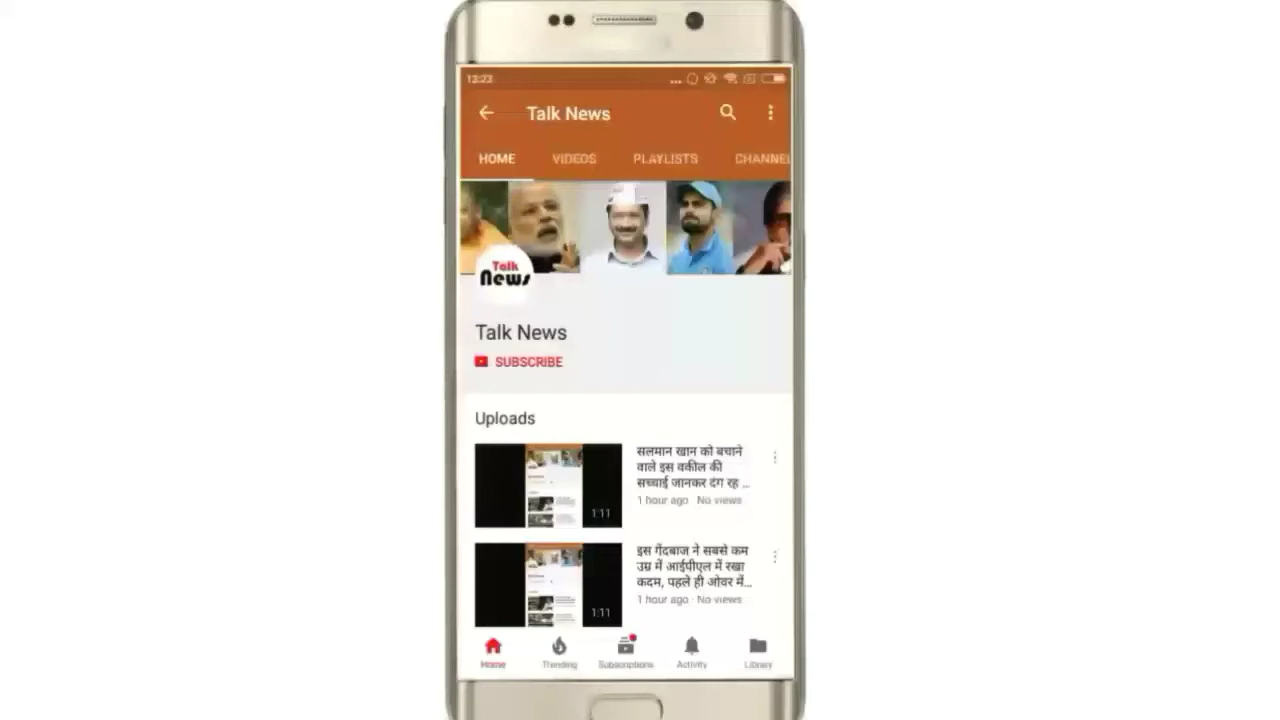 13:23
Talk News
HOME VIDEOS PLAYLISTS CHANNEL
Talk
News
Talk News
SUBSCRIBE
Uploads
सलमान खान को बचाने
वाले इस वकील की
सच्चाई जानकर दंग रह ...
1 hour ago · No views
1:11
इस गेंदबाज ने सबसे कम
उम्र में आईपीएल में रखा
कदम, पहले ही ओवर में...
1 hour ago · No views
1:11
Home Trending Subscriptions Activity Library